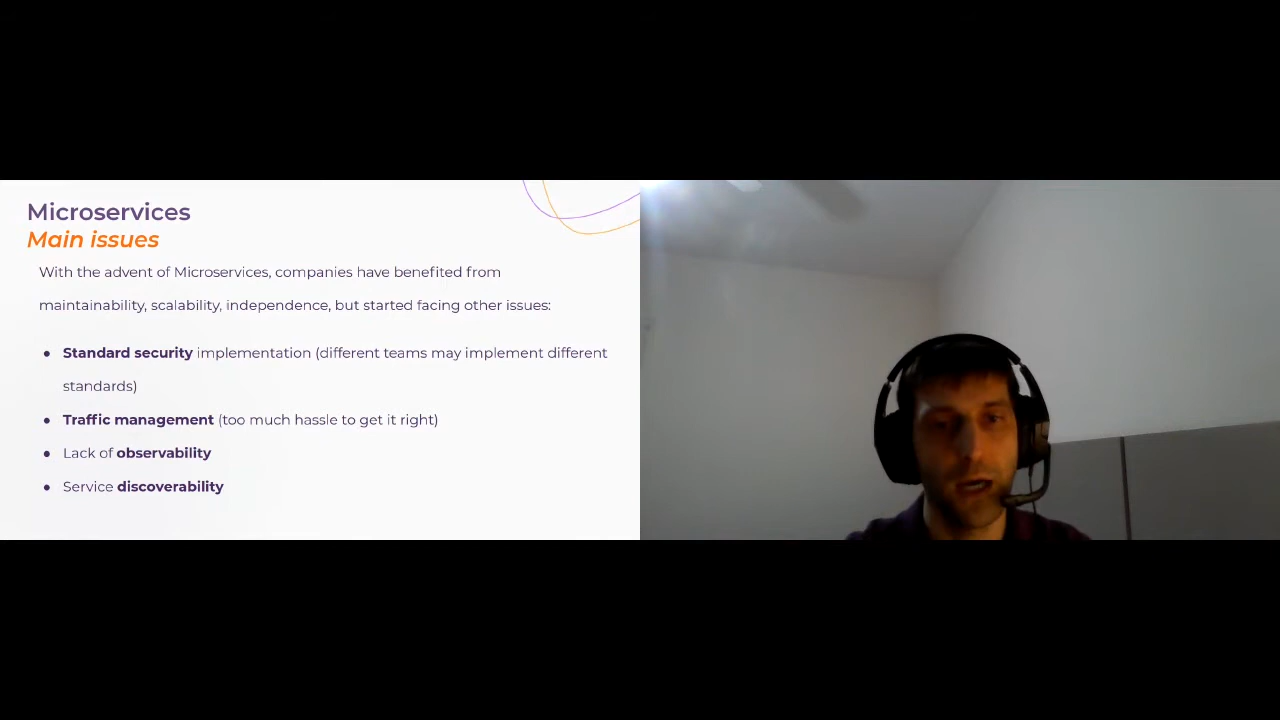 Microservices
Main issues
With the advent of Microservices, companies have benefited from
maintainability, scalability, independence, but started facing other issues:
● Standard security implementation (different teams may implement different
standards)
● Traffic management (too much hassle to get it right)
● Lack of observability
● Service discoverability